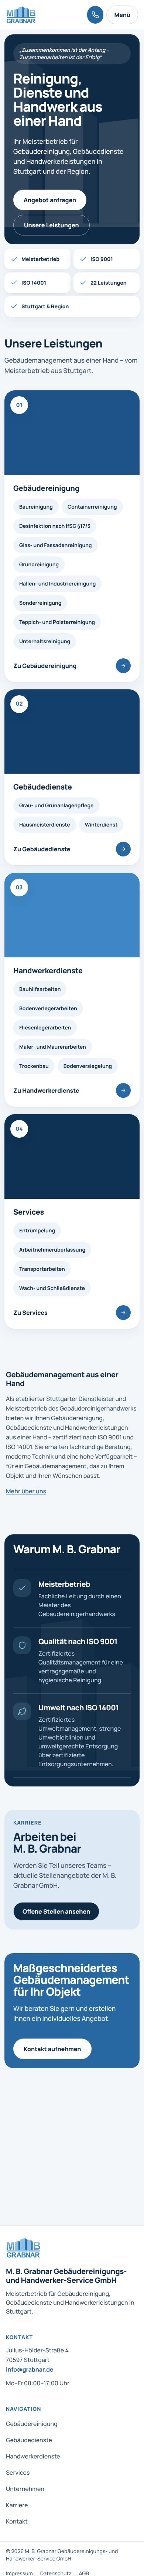 M B
GRABNAR
Menü
„Zusammenkommen ist der Anfang -
Zusammenarbeiten ist der Erfolg“
Reinigung,
Dienste und
Handwerk aus
einer Hand
Ihr Meisterbetrieb für
Gebäudereinigung, Gebäudedienste
und Handwerkerleistungen in
Stuttgart und der Region.
Angebot anfragen
Unsere Leistungen
Meisterbetrieb
ISO 9001
ISO 14001
22 Leistungen
Stuttgart & Region
Unsere Leistungen
Gebäudemanagement aus einer Hand – vom
Meisterbetrieb aus Stuttgart.
01
Gebäudereinigung
Baureinigung
Containerreinigung
Desinfektion nach IfSG §17/3
Glas- und Fassadenreinigung
Grundreinigung
Hallen- und Industriereinigung
Sonderreinigung
Teppich- und Polsterreinigung
Unterhaltsreinigung
Zu Gebäudereinigung
02
Gebäudedienste
Grau- und Grünanlagenpflege
Hausmeisterdienste
Winterdienst
Zu Gebäudedienste
03
Handwerkerdienste
Bauhilfsarbeiten
Bodenverlegerarbeiten
Fliesenlegerarbeiten
Maler- und Maurerarbeiten
Trockenbau
Bodenversiegelung
Zu Handwerkerdienste
04
Services
Entrümpelung
Arbeitnehmerüberlassung
Transportarbeiten
Wach- und Schließdienste
Zu Services
Gebäudemanagement aus einer
Hand
Als etablierter Stuttgarter Dienstleister und
Meisterbetrieb des Gebäudereinigerhandwerks
bieten wir Ihnen Gebäudereinigung,
Gebäudedienste und Handwerkerleistungen
aus einer Hand – zertifiziert nach ISO 9001 und
ISO 14001. Sie erhalten fachkundige Beratung,
moderne Technik und eine hohe Verfügbarkeit –
für ein Gebäudemanagement, das zu Ihrem
Objekt und Ihren Wünschen passt.
Mehr über uns
Warum M. B. Grabnar
Meisterbetrieb
Fachliche Leitung durch einen
Meister des
Gebäudereinigerhandwerks.
Qualität nach ISO 9001
Zertifiziertes
Qualitätsmanagement für eine
vertragsgemäße und
hygienische Reinigung.
Umwelt nach ISO 14001
Zertifiziertes
Umweltmanagement, strenge
Umweltleitlinien und
umweltgerechte Entsorgung
über zertifizierte
Entsorgungsunternehmen.
KARRIERE
Arbeiten bei
M. B. Grabnar
Werden Sie Teil unseres Teams –
aktuelle Stellenangebote der M. B.
Grabnar GmbH.
Offene Stellen ansehen
Maßgeschneidertes
Gebäudemanagement
für Ihr Objekt
Wir beraten Sie gern und erstellen
Ihnen ein individuelles Angebot.
Kontakt aufnehmen
M B
GRABNAR
M. B. Grabnar Gebäudereinigungs-
und Handwerker-Service GmbH
Meisterbetrieb für Gebäudereinigung,
Gebäudedienste und Handwerkerleistungen in
Stuttgart.
KONTAKT
Julius-Hölder-Straße 4
70597 Stuttgart
info@grabnar.de
Mo–Fr 08:00–17:00 Uhr
NAVIGATION
Gebäudereinigung
Gebäudedienste
Handwerkerdienste
Services
Unternehmen
Karriere
Kontakt
© 2026 M. B. Grabnar Gebäudereinigungs- und
Handwerker-Service GmbH
Impressum
Datenschutz
AGB